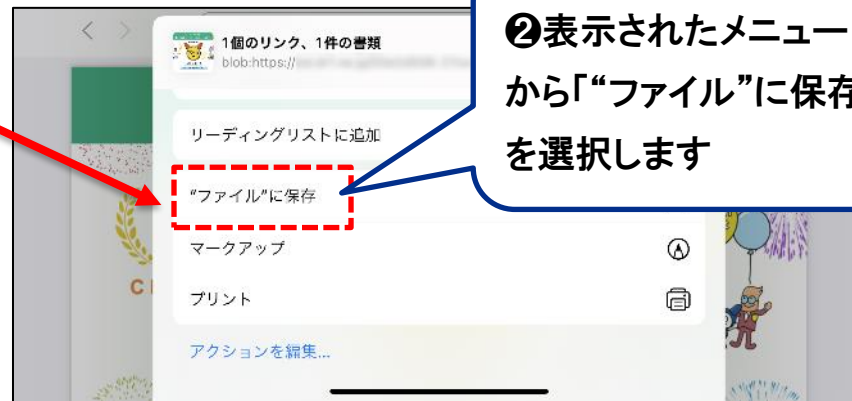 ❷表示されたメニュー
から「“ファイル”に保存
を選択します
1個のリンク、1件の書類
blob:https://
リーディングリストに追加
“ファイル”に保存
マークアップ
プリント
アクションを編集...
C